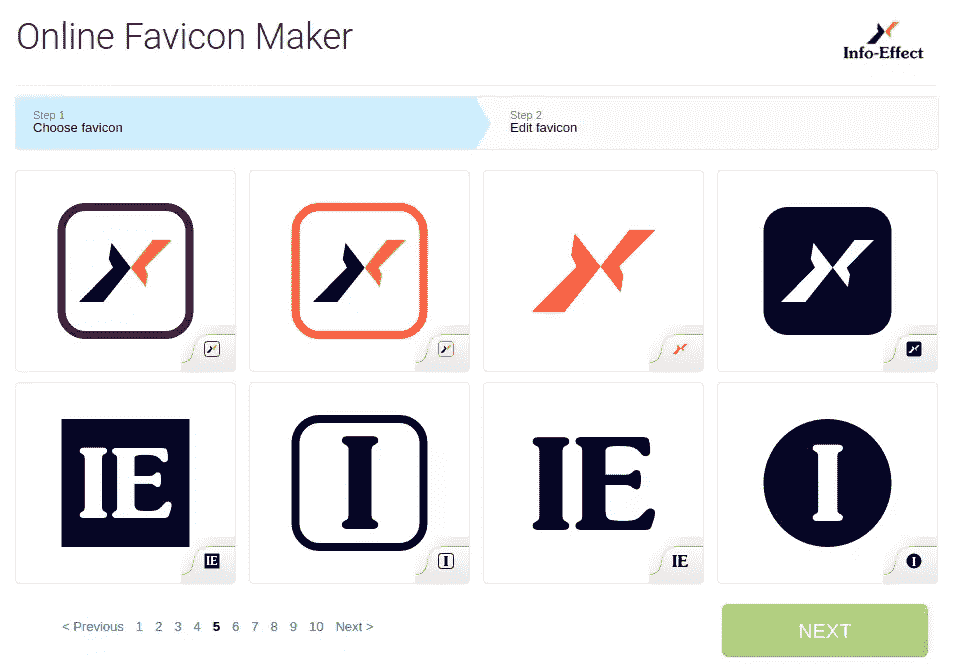 Online Favicon Maker
Info-Effect
Step 1
Choose favicon
Step 2
Edit favicon
IE
IE
I
I
IE
IE
I
I
< Previous 1 2 3 4 5 6 7 8 9 10 Next >
NEXT